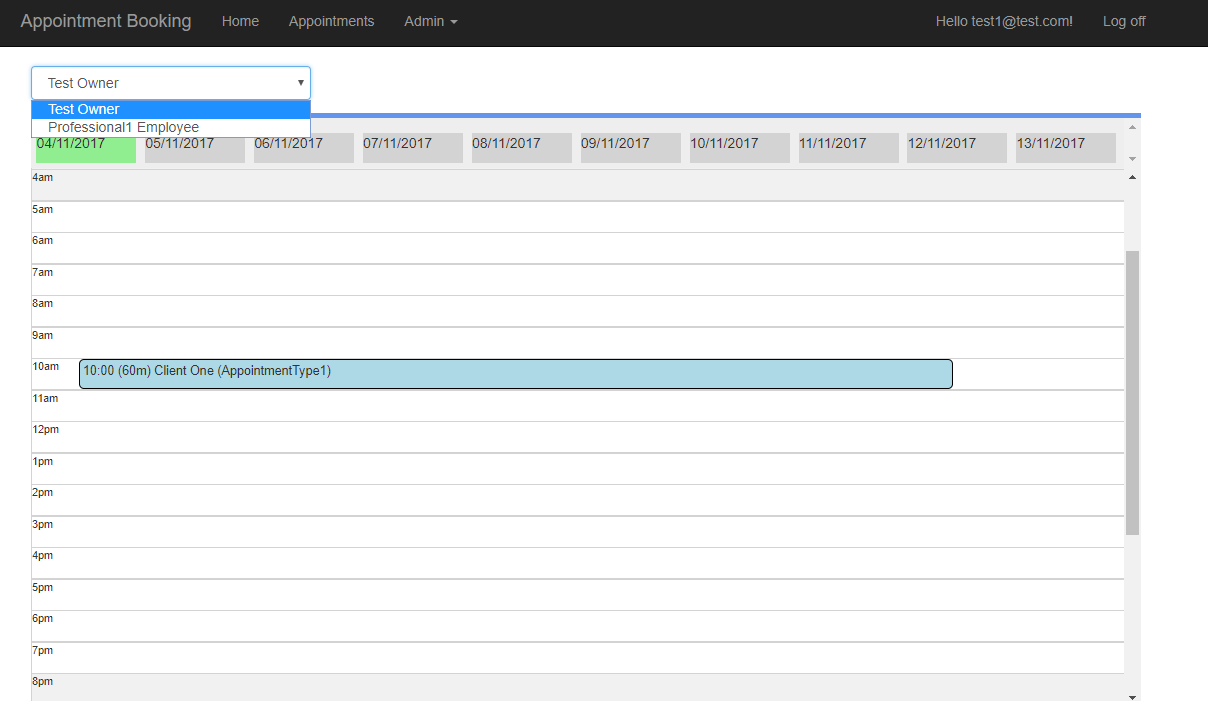 Appointment Booking Home Appointments Admin Hello test1@test.com! Log off
Test Owner
Test Owner
Professional1 Employee
04/11/2017 05/11/2017 06/11/2017 07/11/2017 08/11/2017 09/11/2017 10/11/2017 11/11/2017 12/11/2017 13/11/2017
4am
5am
6am
7am
8am
9am
10am 10:00 (60m) Client One (AppointmentType1)
11am
12pm
1pm
2pm
3pm
4pm
5pm
6pm
7pm
8pm